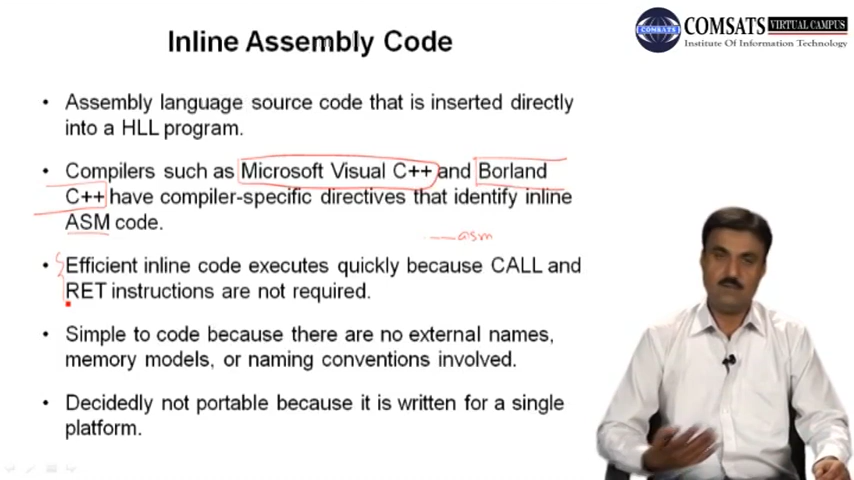 Inline Assembly Code
COMSATS
COMSATS VIRTUAL CAMPUS
Institute Of Information Technology
• Assembly language source code that is inserted directly
into a HLL program.
• Compilers such as Microsoft Visual C++ and Borland
C++ have compiler-specific directives that identify inline
ASM code.
__asm
• Efficient inline code executes quickly because CALL and
RET instructions are not required.
• Simple to code because there are no external names,
memory models, or naming conventions involved.
• Decidedly not portable because it is written for a single
platform.